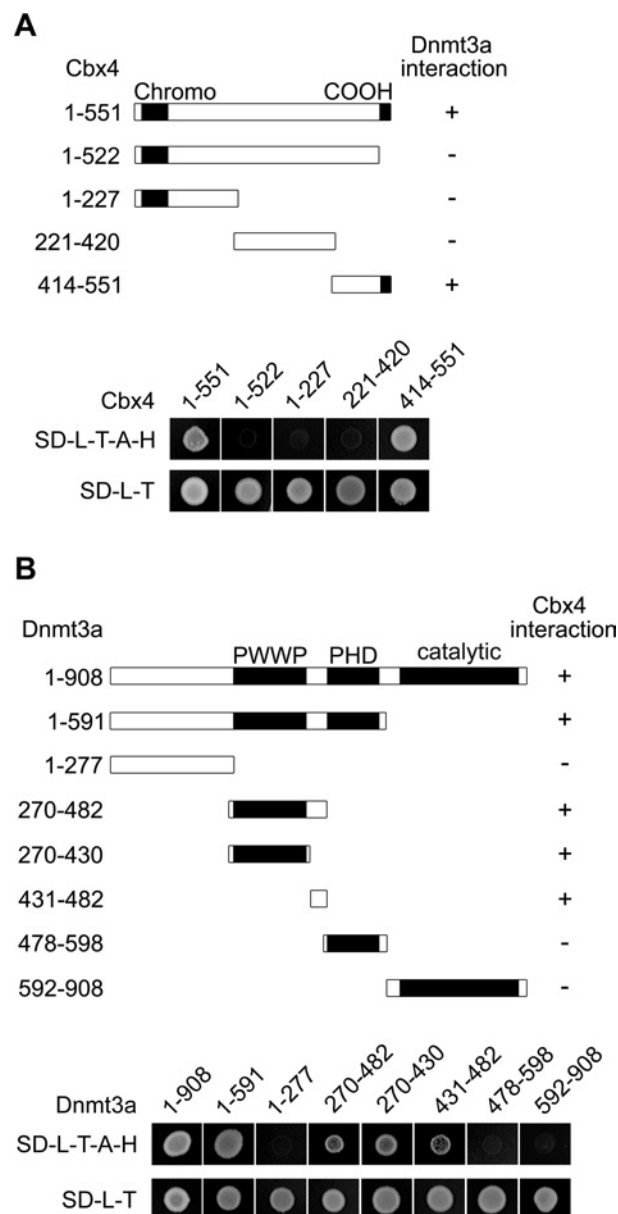 A
Cbx4
Dnmt3a
interaction
Chromo COOH
1-551 +
1-522 -
1-227 -
221-420 -
414-551 +
Cbx4 1-551 1-522 1-227 221-420 414-551
SD-L-T-A-H
SD-L-T
B
Dnmt3a
Cbx4
interaction
PWWP PHD catalytic
1-908 +
1-591 +
1-277 -
270-482 +
270-430 +
431-482 +
478-598 -
592-908 -
Dnmt3a 1-908 1-591 1-277 270-482 270-430 431-482 478-598 592-908
SD-L-T-A-H
SD-L-T